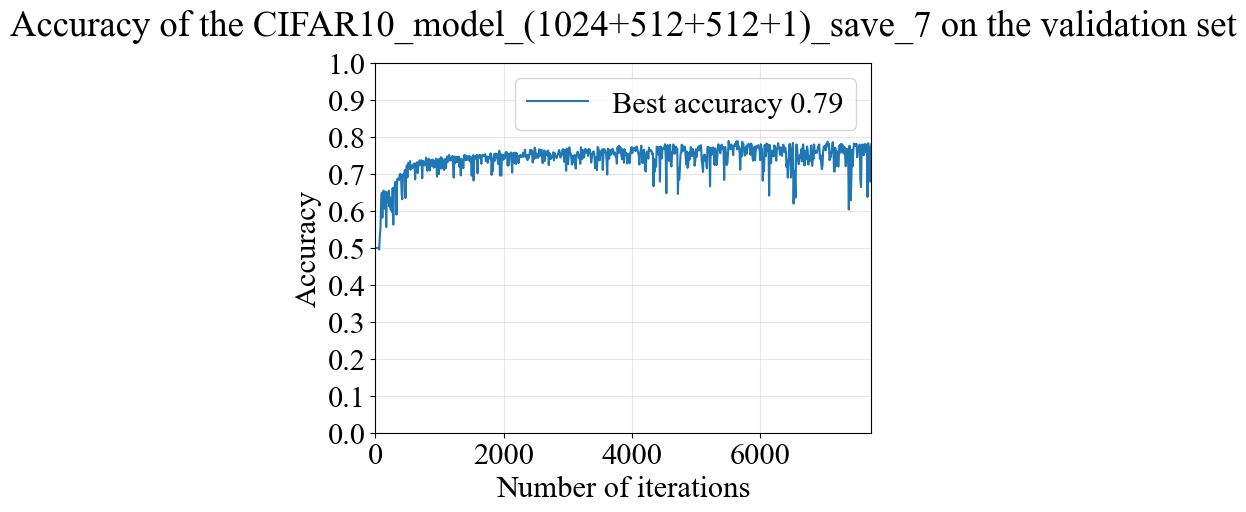 Accuracy of the CIFAR10_model_(1024+512+512+1)_save_7 on the validation set
Best accuracy 0.79
Accuracy
1.0
0.9
0.8
0.7
0.6
0.5
0.4
0.3
0.2
0.1
0.0
0 2000 4000 6000
Number of iterations